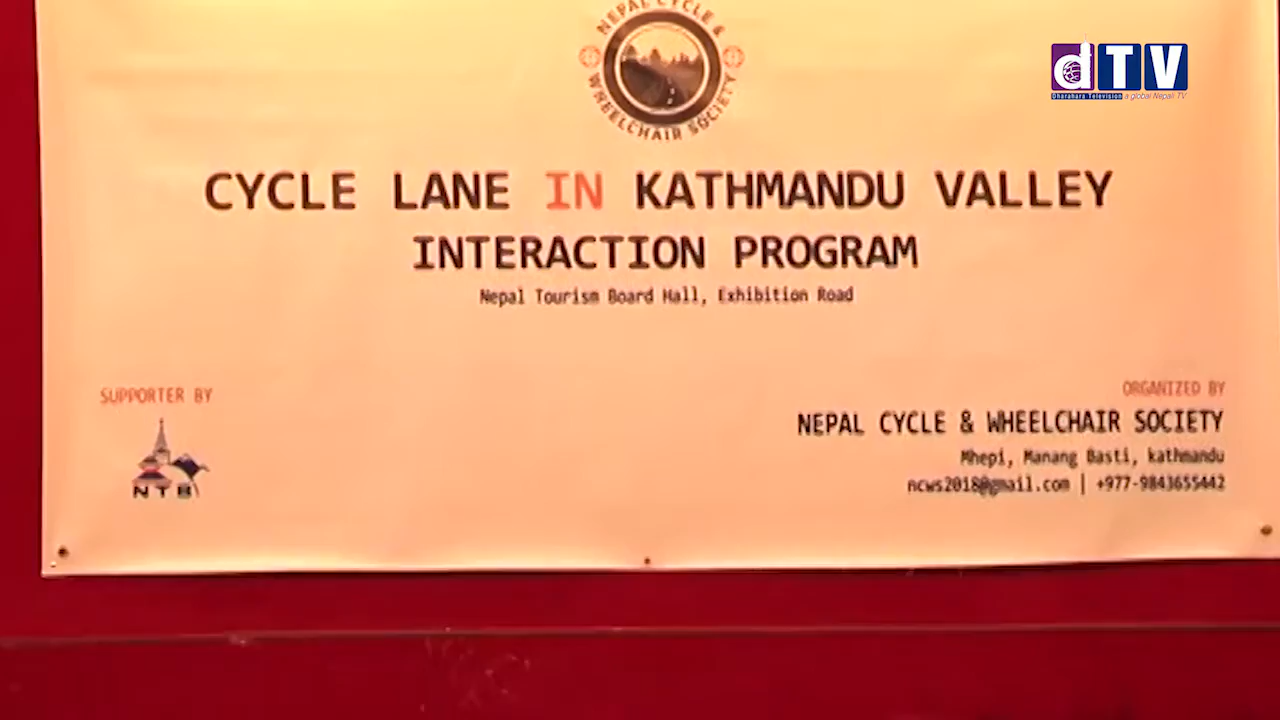 NEPAL CYCLE &
WHEELCHAIR SOCIETY
dTV
Dharahara Television a global Nepali TV
CYCLE LANE IN KATHMANDU VALLEY
INTERACTION PROGRAM
Nepal Tourism Board Hall, Exhibition Road
SUPPORTER BY
NTB
ORGANIZED BY
NEPAL CYCLE & WHEELCHAIR SOCIETY
Mhepi, Manang Basti, kathmandu
ncws2018@gmail.com | +977-9843655442